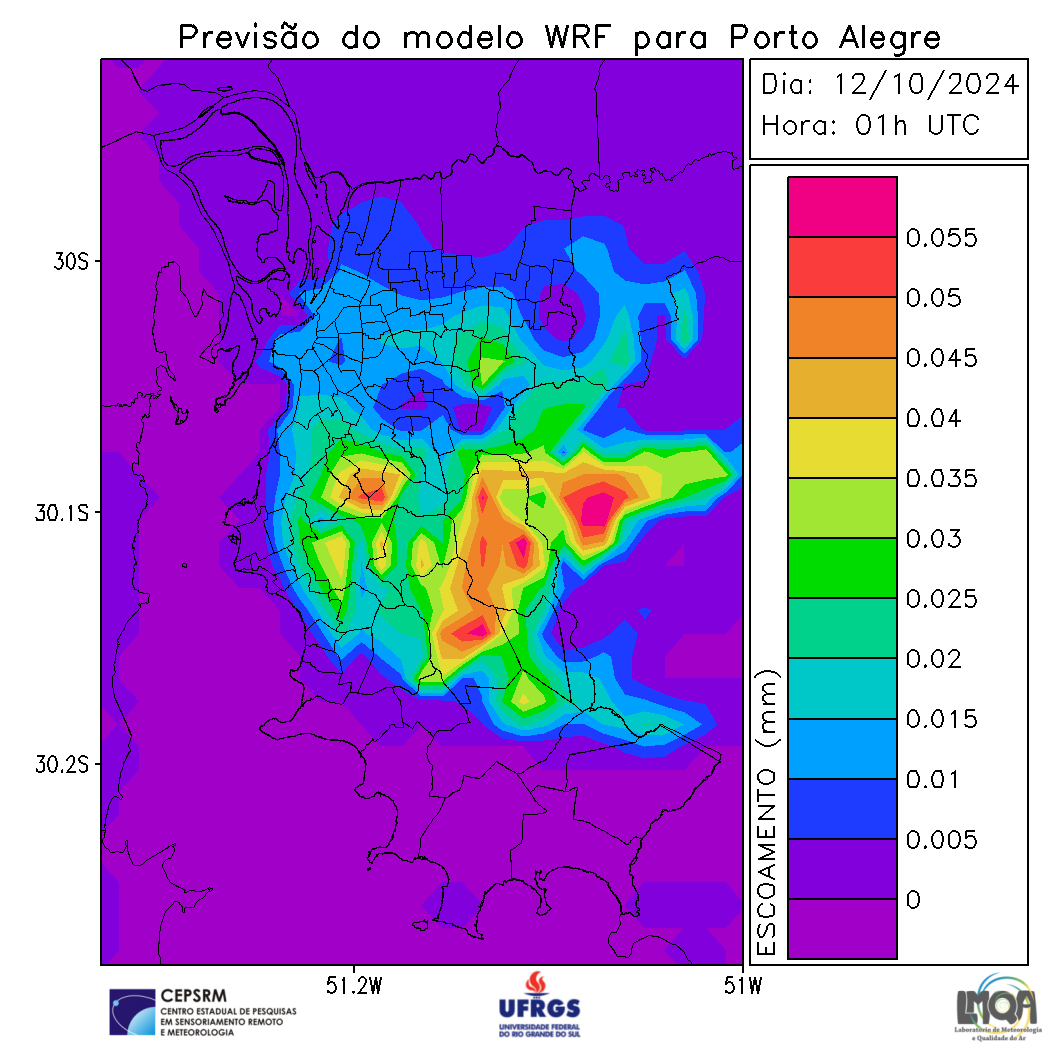 Previsão do modelo WRF para Porto Alegre
Dia: 12/10/2024
Hora: 01h UTC
30S
30.1S
30.2S
51.2W
51W
ESCOAMENTO (mm)
0.055
0.05
0.045
0.04
0.035
0.03
0.025
0.02
0.015
0.01
0.005
0
CEPSRM
CENTRO ESTADUAL DE PESQUISAS
EM SENSORIAMENTO REMOTO
E METEOROLOGIA
UFRGS
UNIVERSIDADE FEDERAL
DO RIO GRANDE DO SUL
LMQA
Laboratório de Meteorologia
e Qualidade do Ar